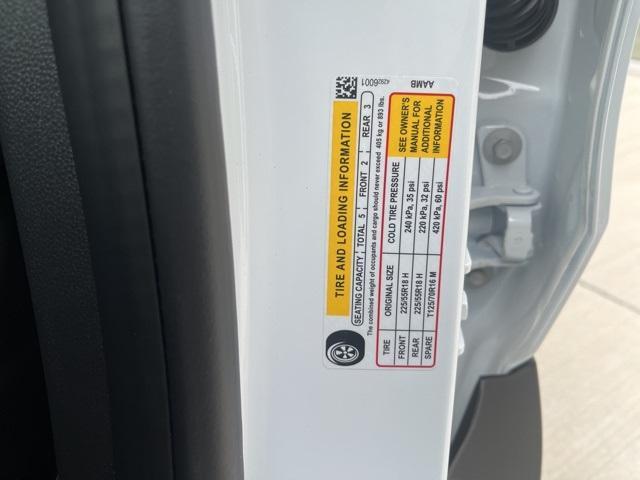 42926001
AAMB
TIRE AND LOADING INFORMATION
SEATING CAPACITY TOTAL 5 FRONT 2 REAR 3
The combined weight of occupants and cargo should never exceed 405 kg or 893 lbs.
TIRE ORIGINAL SIZE COLD TIRE PRESSURE
FRONT 225/55R18 H 240 kPa, 35 psi
REAR 225/55R18 H 220 kPa, 32 psi
SPARE T125/70R16 M 420 kPa, 60 psi
SEE OWNER'S
MANUAL FOR
ADDITIONAL
INFORMATION